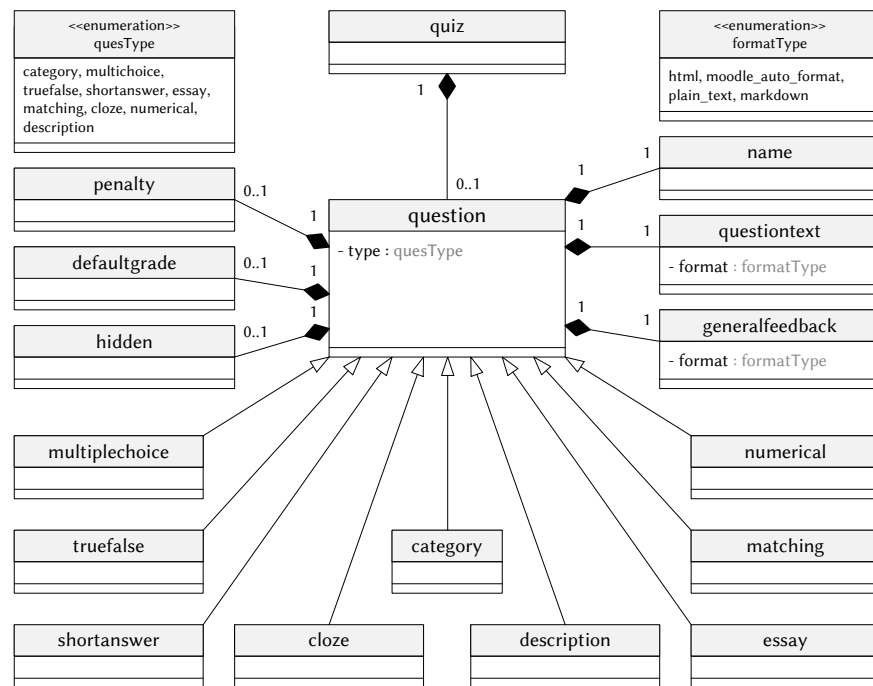 <<enumeration>>
quesType
category, multichoice,
truefalse, shortanswer, essay,
matching, cloze, numerical,
description
quiz
1
0..1
<<enumeration>>
formatType
html, moodle_auto_format,
plain_text, markdown
penalty
0..1
1
defaultgrade
0..1
1
hidden
0..1
1
question
- type : quesType
1
1
name
1
1
questiontext
- format : formatType
1
1
generalfeedback
- format : formatType
multiplechoice
numerical
truefalse
category
matching
shortanswer
cloze
description
essay